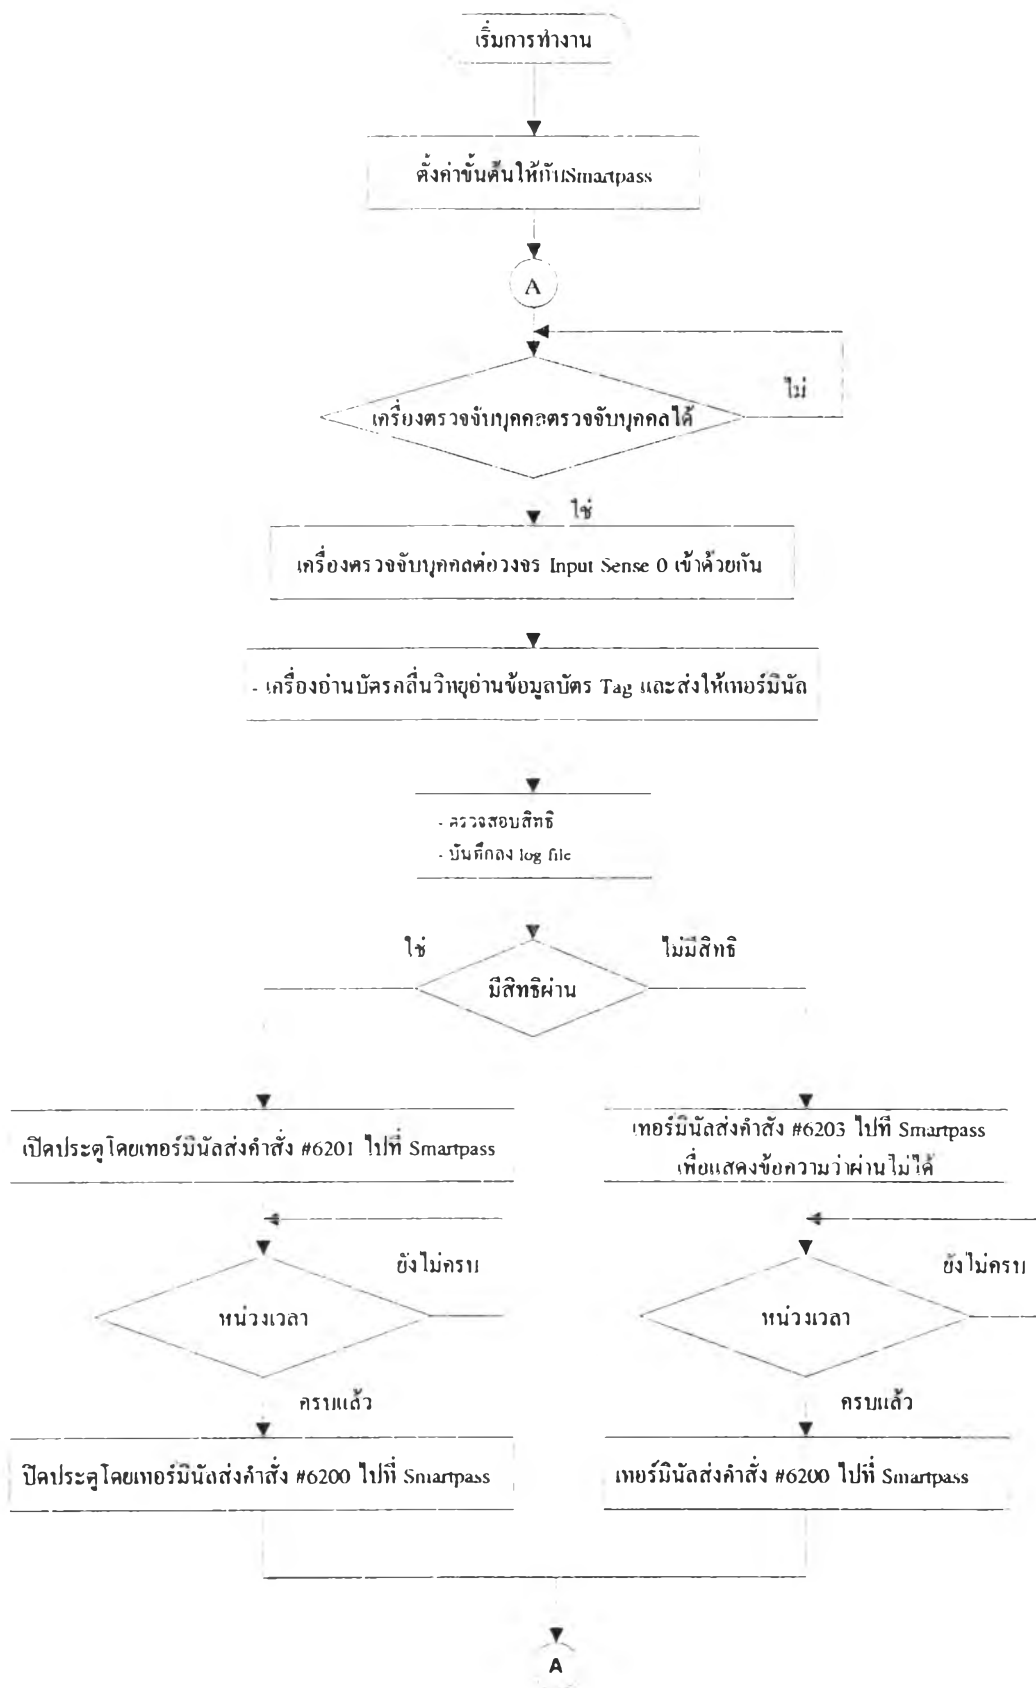 เริ่มการทำงาน
ตั้งค่าขั้นต้นให้กับSmartpass
A
ไม่
เครื่องตรวจจับบุคคลตรวจจับบุคคลได้
ใช่
เครื่องตรวจจับบุคคลต่อวงจร Input Sense 0 เข้าด้วยกัน
- เครื่องอ่านบัตรคลื่นวิทยุอ่านข้อมูลบัตร Tag และส่งให้เทอร์มินัล
- ตรวจสอบสิทธิ
- บันทึกลง log file
ใช่
ไม่มีสิทธิ
มีสิทธิผ่าน
เปิดประตูโดยเทอร์มินัลส่งคำสั่ง #6201 ไปที่ Smartpass
เทอร์มินัลส่งคำสั่ง #6203 ไปที่ Smartpass
เพื่อแสดงข้อความว่าผ่านไม่ได้
ยังไม่ครบ
ยังไม่ครบ
หน่วงเวลา
หน่วงเวลา
ครบแล้ว
ครบแล้ว
ปิดประตูโดยเทอร์มินัลส่งคำสั่ง #6200 ไปที่ Smartpass
เทอร์มินัลส่งคำสั่ง #6200 ไปที่ Smartpass
A